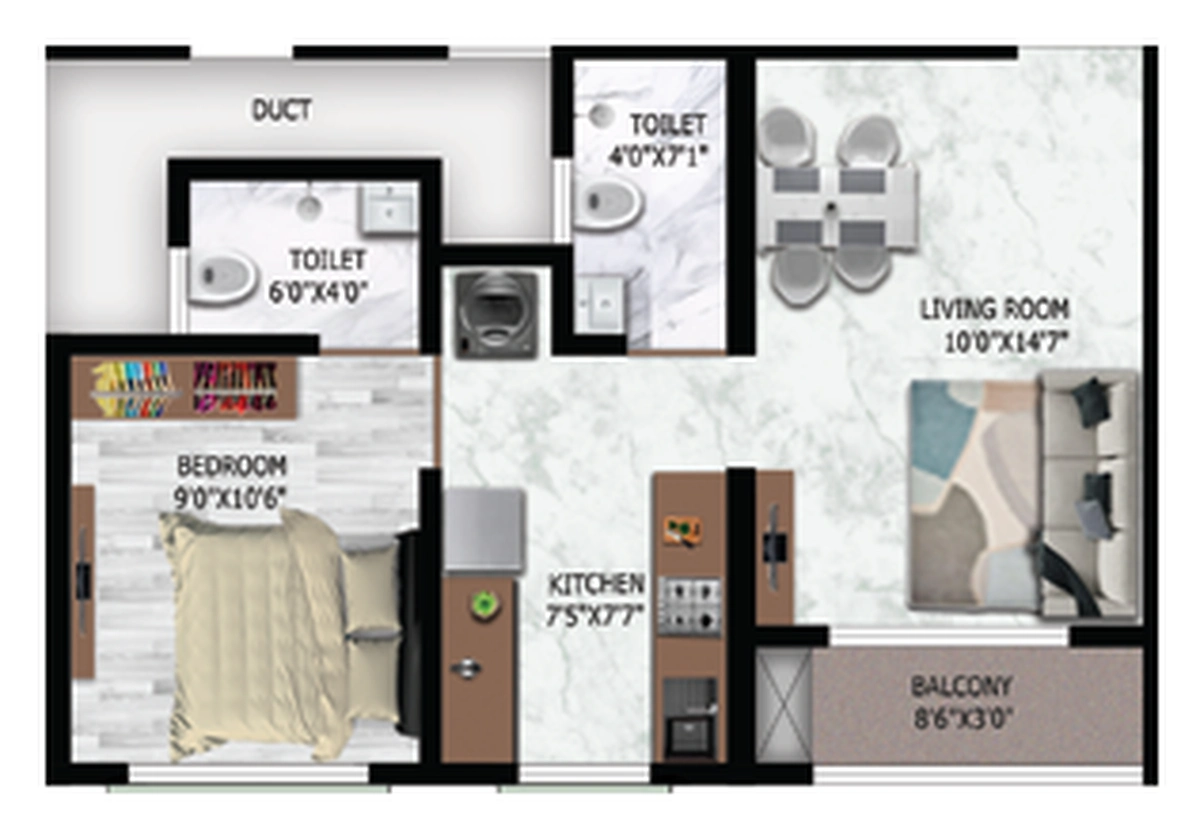 DUCT
TOILET
4'0"X7'1"
TOILET
6'0"X4'0"
LIVING ROOM
10'0"X14'7"
BEDROOM
9'0"X10'6"
KITCHEN
7'5"X7'7"
BALCONY
8'6"X3'0"